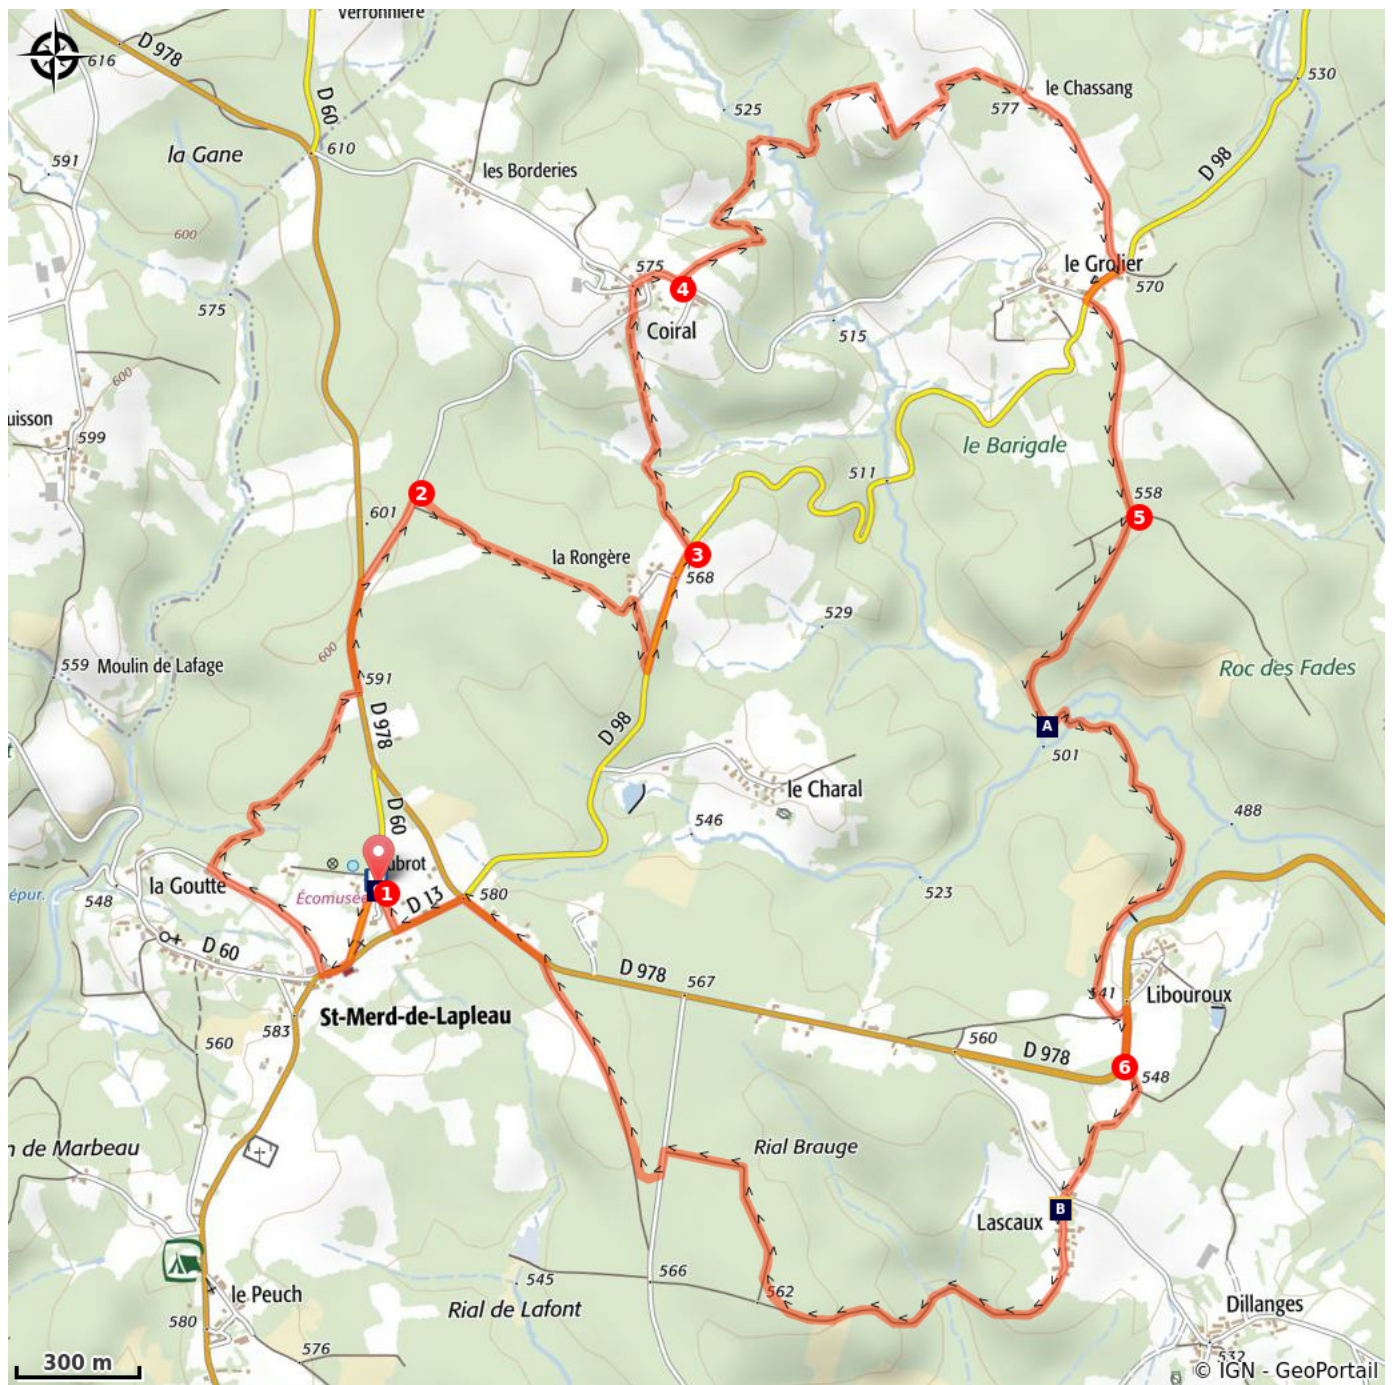 Verronnière
D 978
616
D 60
530
le Chassang
577
525
la Gane
591
610
les Borderies
D 98
600
575
575
le Grolier
570
4
Coiral
515
600
uisson
599
le Barigale
511
2
601
558
5
la Rongère
3
568
529
600
559
Moulin de Lafage
591
Roc des Fades
D 978
D 98
A
501
le Charal
D 60
546
488
ubrot
la Goutte
Écomusée
1
D 13
580
523
épur.
548
D 60
D 978
567
541
Libouroux
St-Merd-de-Lapleau
583
560
560
D 978
6
548
n de Marbeau
Rial Brauge
B
Lascaux
566
545
562
le Peuch
Rial de Lafont
Dillanges
580
576
532
300 m
© IGN - GeoPortail